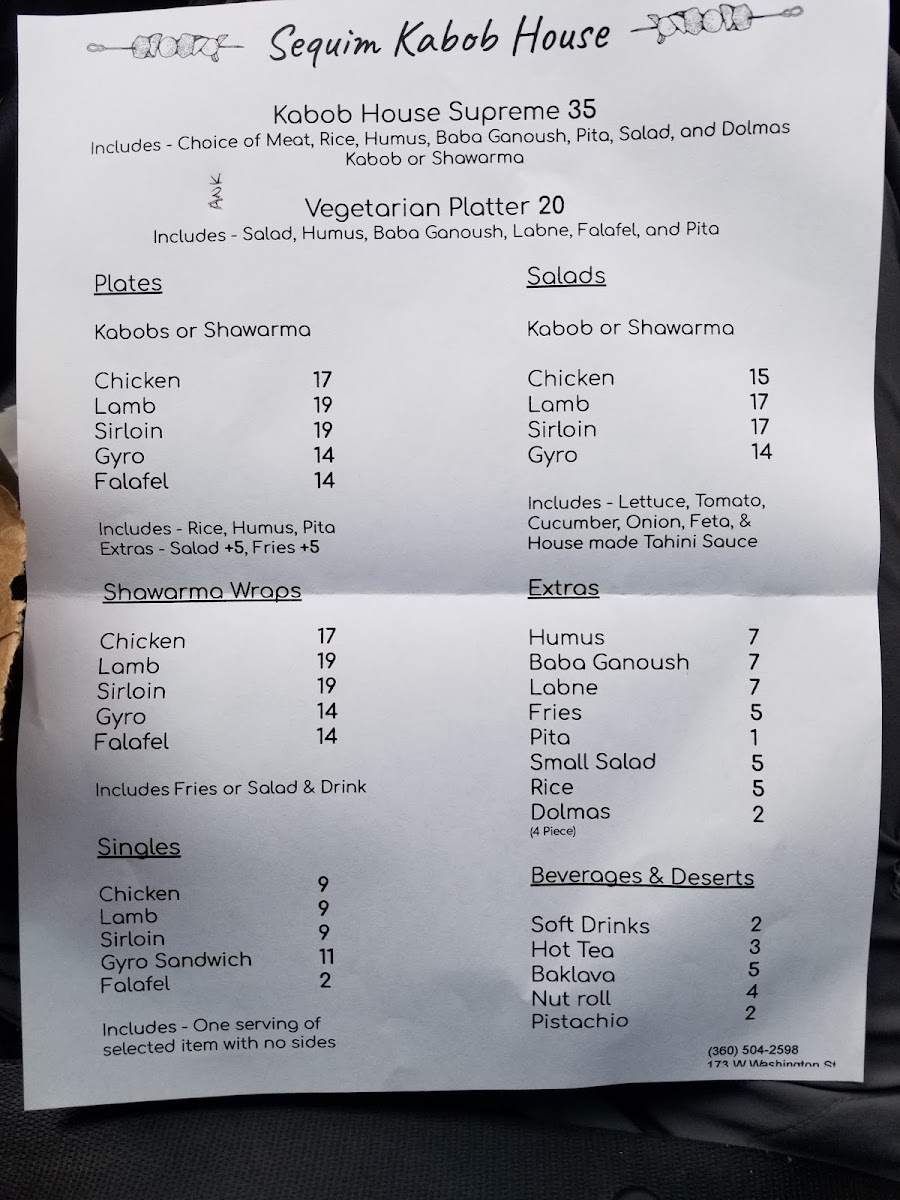 Sequim Kabob House
Kabob House Supreme 35
Includes - Choice of Meat, Rice, Humus, Baba Ganoush, Pita, Salad, and Dolmas
Kabob or Shawarma
Vegetarian Platter 20
Includes - Salad, Humus, Baba Ganoush, Labne, Falafel, and Pita
Plates
Kabobs or Shawarma
Chicken 17
Lamb 19
Sirloin 19
Gyro 14
Falafel 14
Includes - Rice, Humus, Pita
Extras - Salad +5, Fries +5
Shawarma Wraps
Chicken 17
Lamb 19
Sirloin 19
Gyro 14
Falafel 14
Includes Fries or Salad & Drink
Singles
Chicken 9
Lamb 9
Sirloin 9
Gyro Sandwich 11
Falafel 2
Includes - One serving of
selected item with no sides
Salads
Kabob or Shawarma
Chicken 15
Lamb 17
Sirloin 17
Gyro 14
Includes - Lettuce, Tomato,
Cucumber, Onion, Feta, &
House made Tahini Sauce
Extras
Humus 7
Baba Ganoush 7
Labne 7
Fries 5
Pita 1
Small Salad 5
Rice 5
Dolmas 2
(4 Piece)
Beverages & Deserts
Soft Drinks 2
Hot Tea 3
Baklava 5
Nut roll 4
Pistachio 2
(360) 504-2598
173 W Washington St